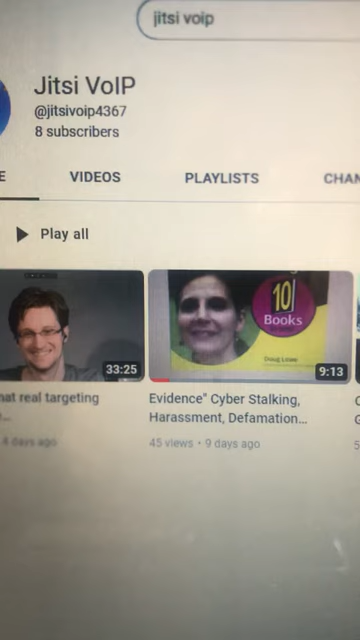 jitsi voip
Jitsi VoIP
@jitsivoip4367
8 subscribers
E
VIDEOS
PLAYLISTS
CHAN
Play all
10
Books
Doug Lowe
33:25
9:13
hat real targeting
...
4 days ago
Evidence" Cyber Stalking,
Harassment, Defamation...
45 views • 9 days ago